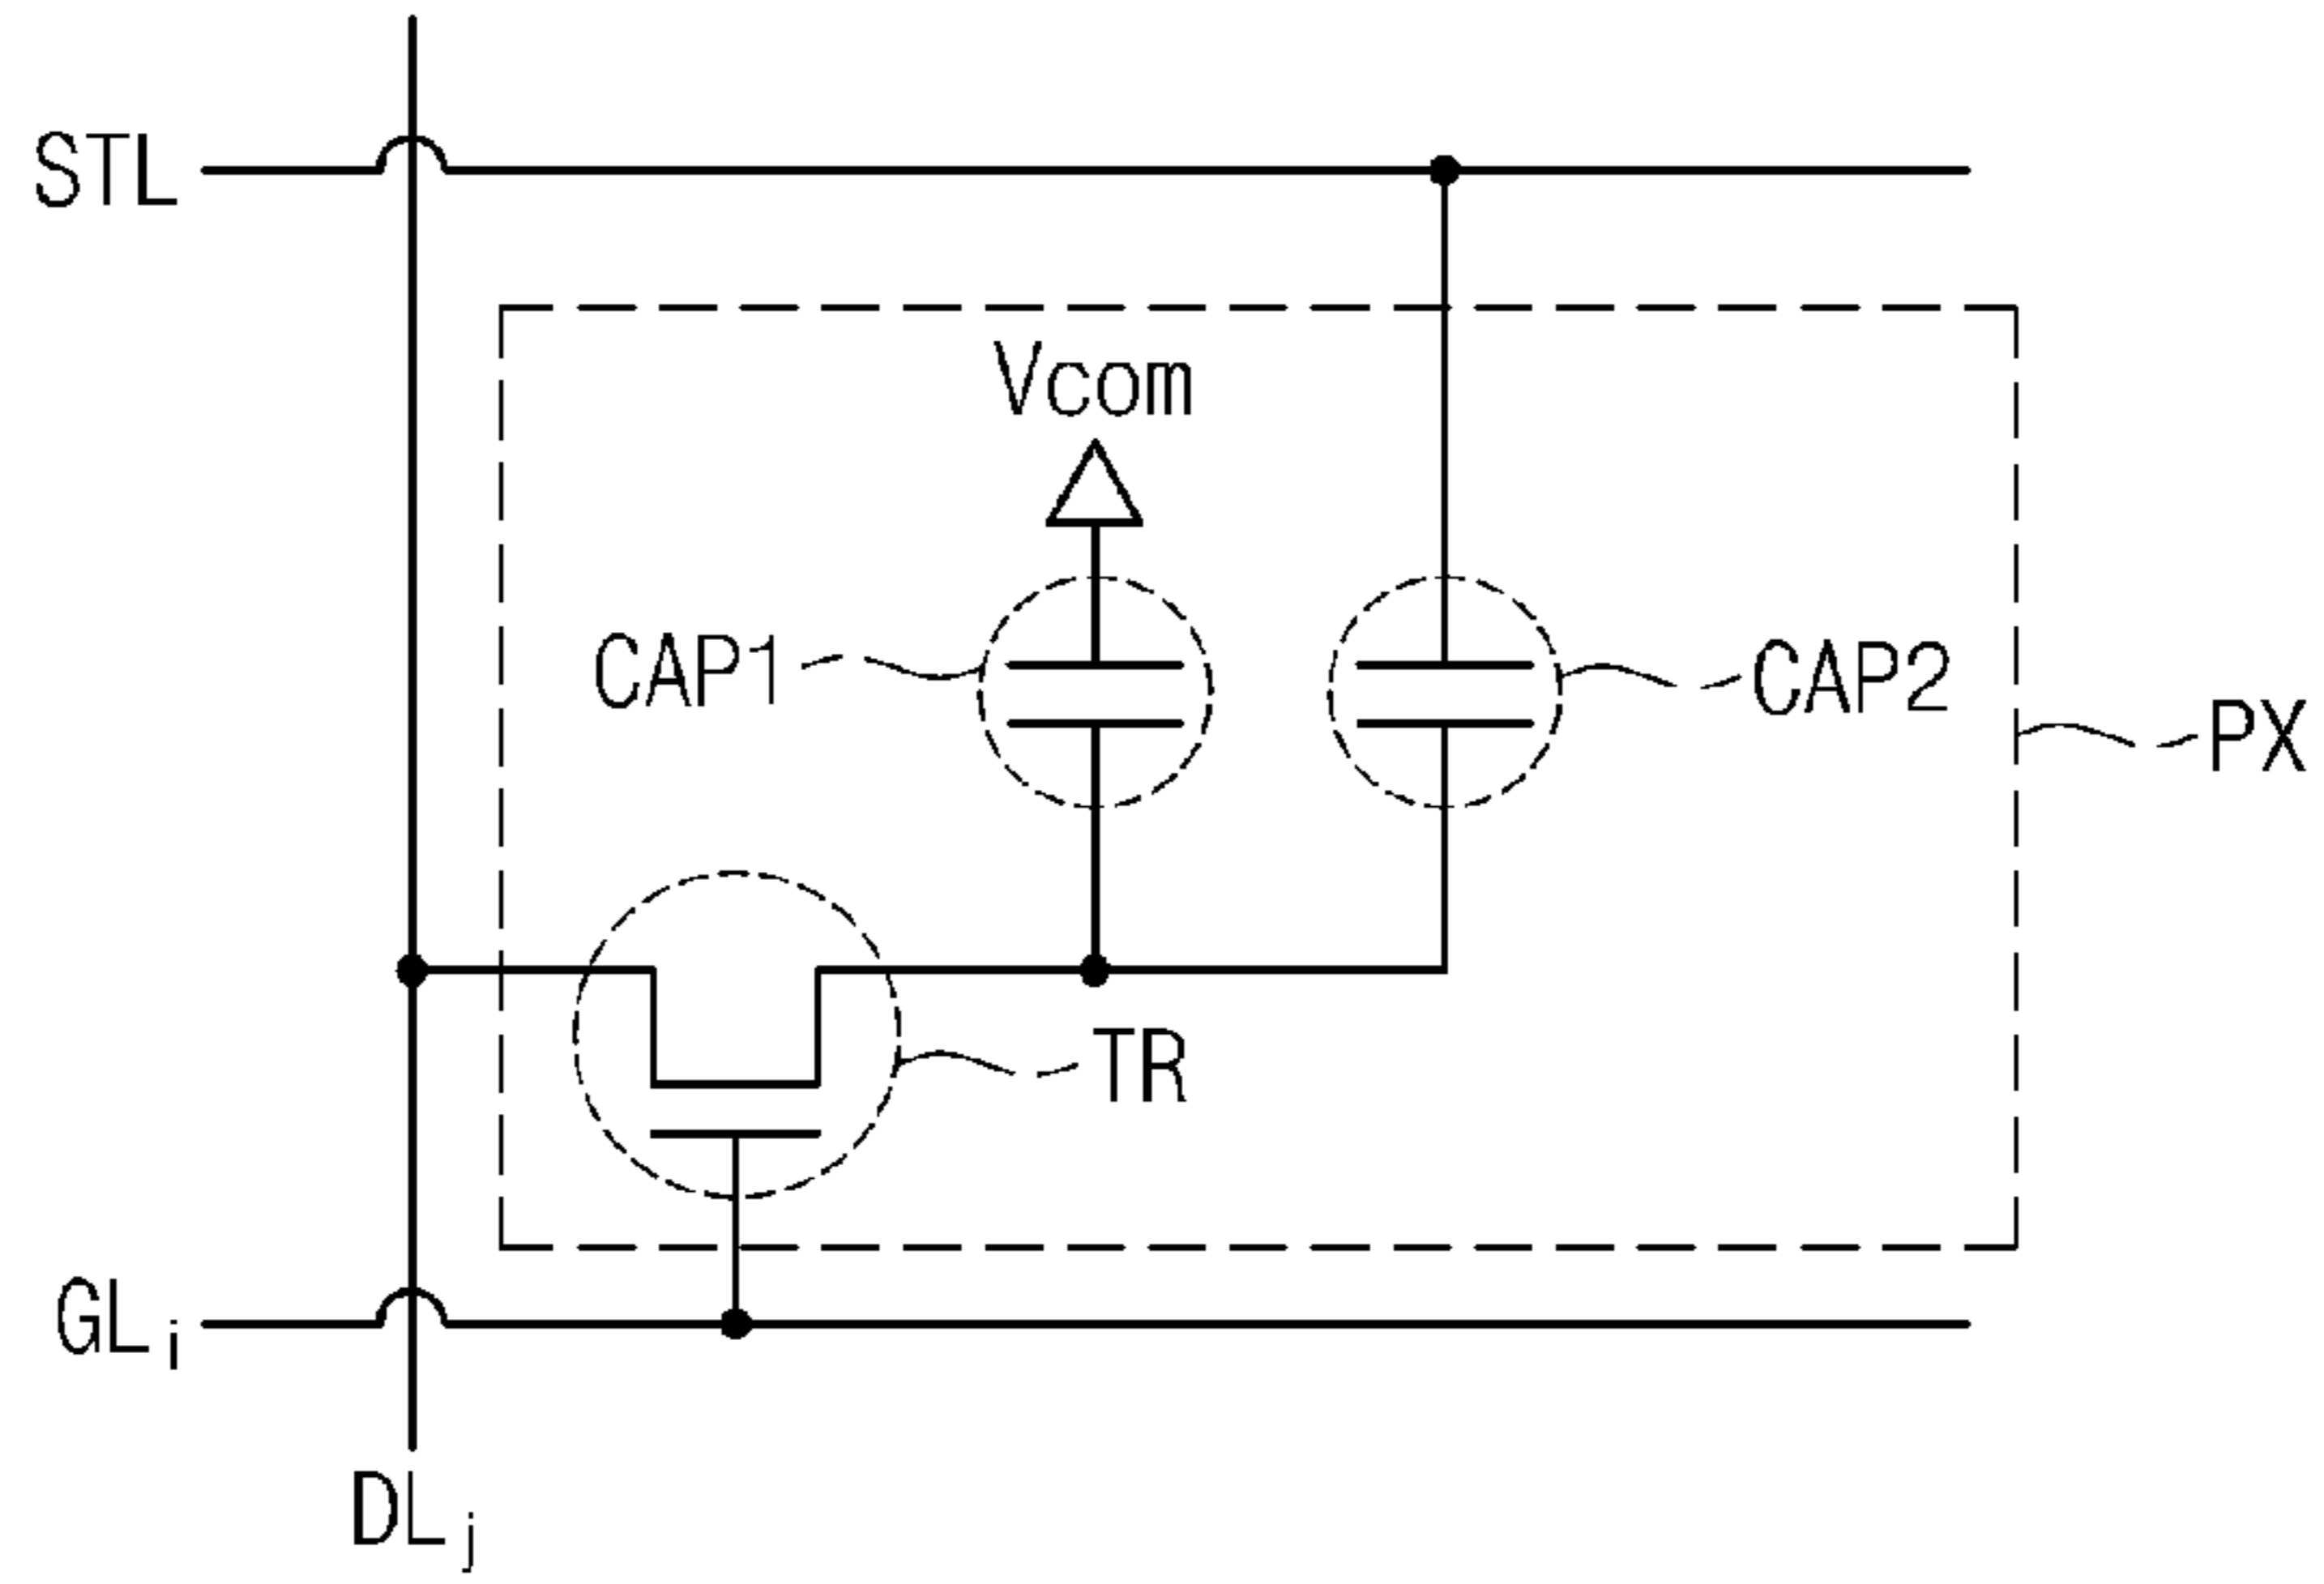 STL
Vcom
CAP1
CAP2
PX
TR
GLi
DLj